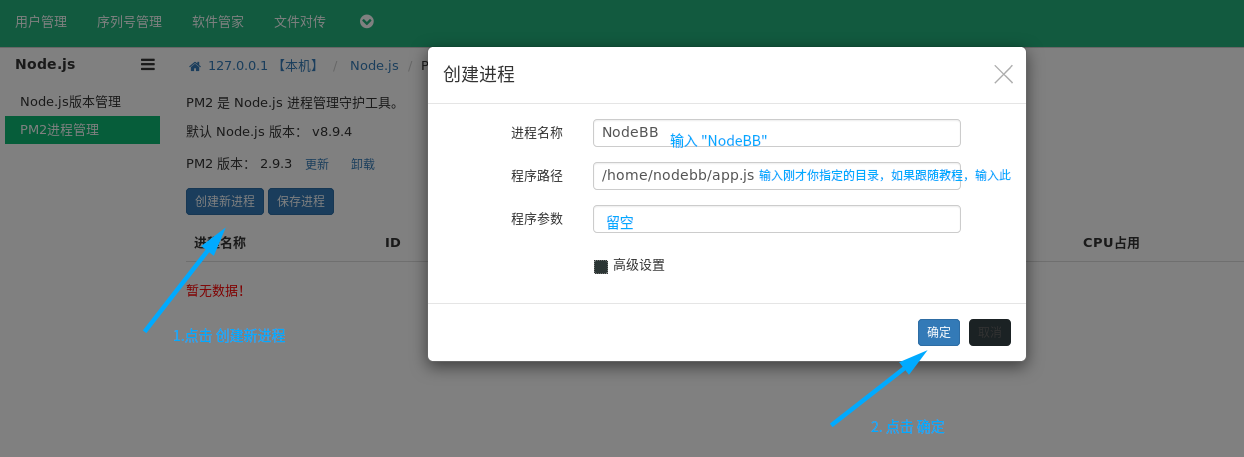 用户管理 序列号管理 软件管家 文件对传
Node.js
127.0.0.1 【本机】 / Node.js / P
Node.js版本管理
PM2进程管理
PM2 是 Node.js 进程管理守护工具。
默认 Node.js 版本： v8.9.4
PM2 版本： 2.9.3 更新 卸载
创建新进程 保存进程
进程名称 ID CPU占用
暂无数据！
1.点击 创建新进程
创建进程
进程名称 NodeBB 输入 "NodeBB"
程序路径 /home/nodebb/app.js 输入刚才你指定的目录，如果跟随教程，输入此
程序参数 留空
高级设置
确定 取消
2. 点击 确定